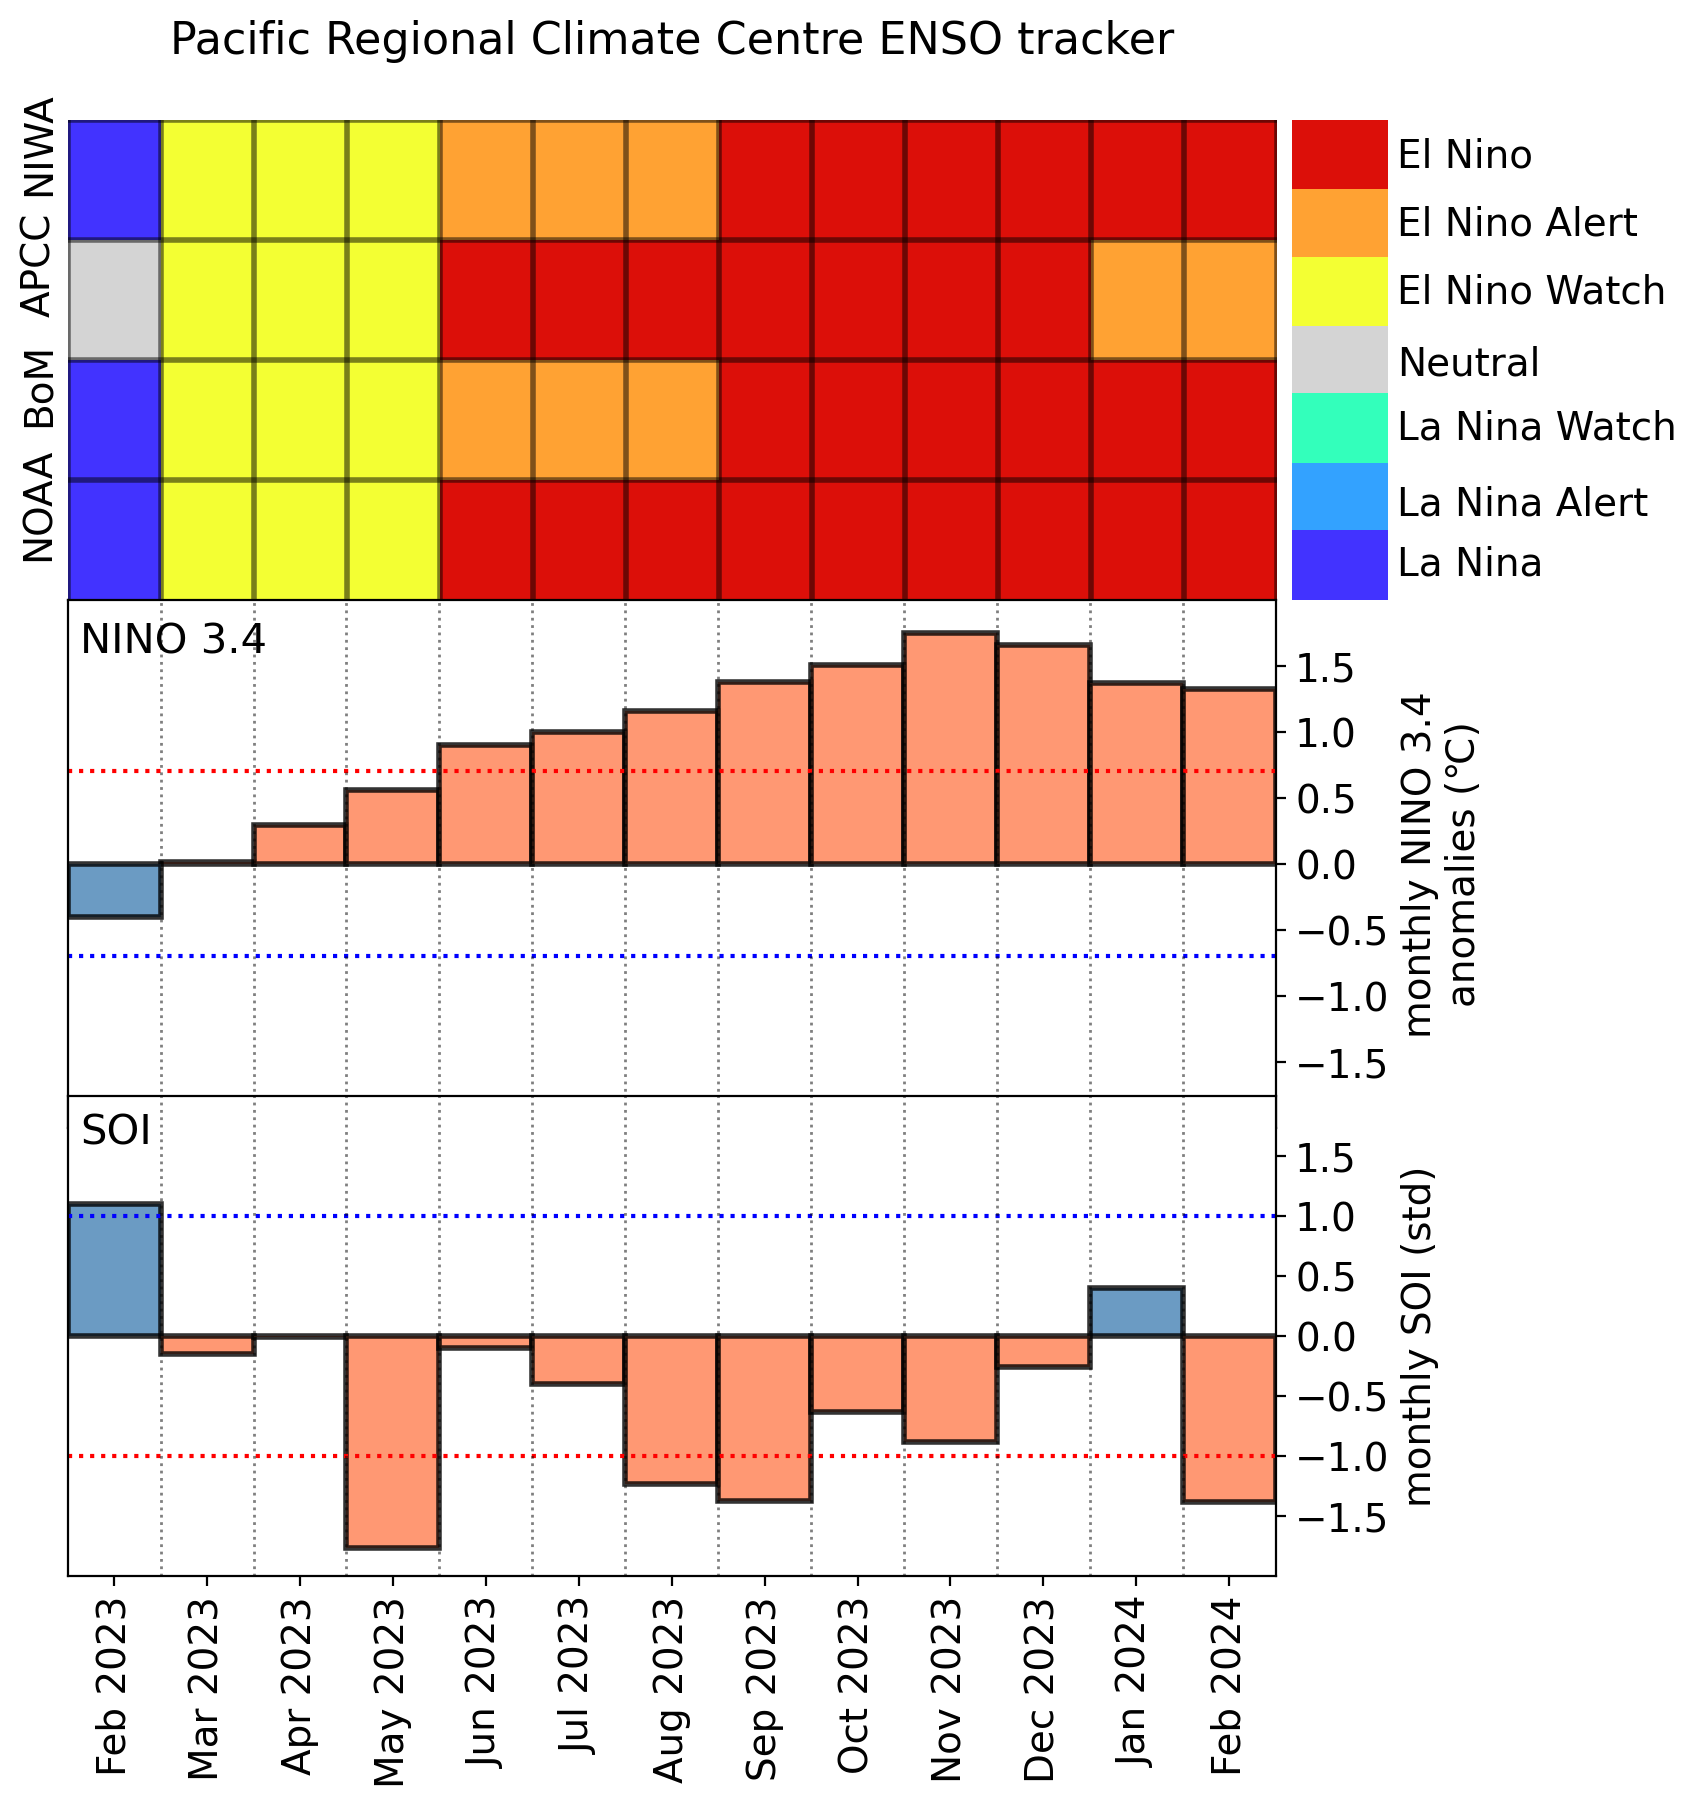 Pacific Regional Climate Centre ENSO tracker
NIWA
APCC
BoM
NOAA
El Nino
El Nino Alert
El Nino Watch
Neutral
La Nina Watch
La Nina Alert
La Nina
NINO 3.4
1.5
1.0
0.5
0.0
−0.5
−1.0
−1.5
monthly NINO 3.4
anomalies (°C)
SOI
1.5
1.0
0.5
0.0
−0.5
−1.0
−1.5
monthly SOI (std)
Feb 2023
Mar 2023
Apr 2023
May 2023
Jun 2023
Jul 2023
Aug 2023
Sep 2023
Oct 2023
Nov 2023
Dec 2023
Jan 2024
Feb 2024